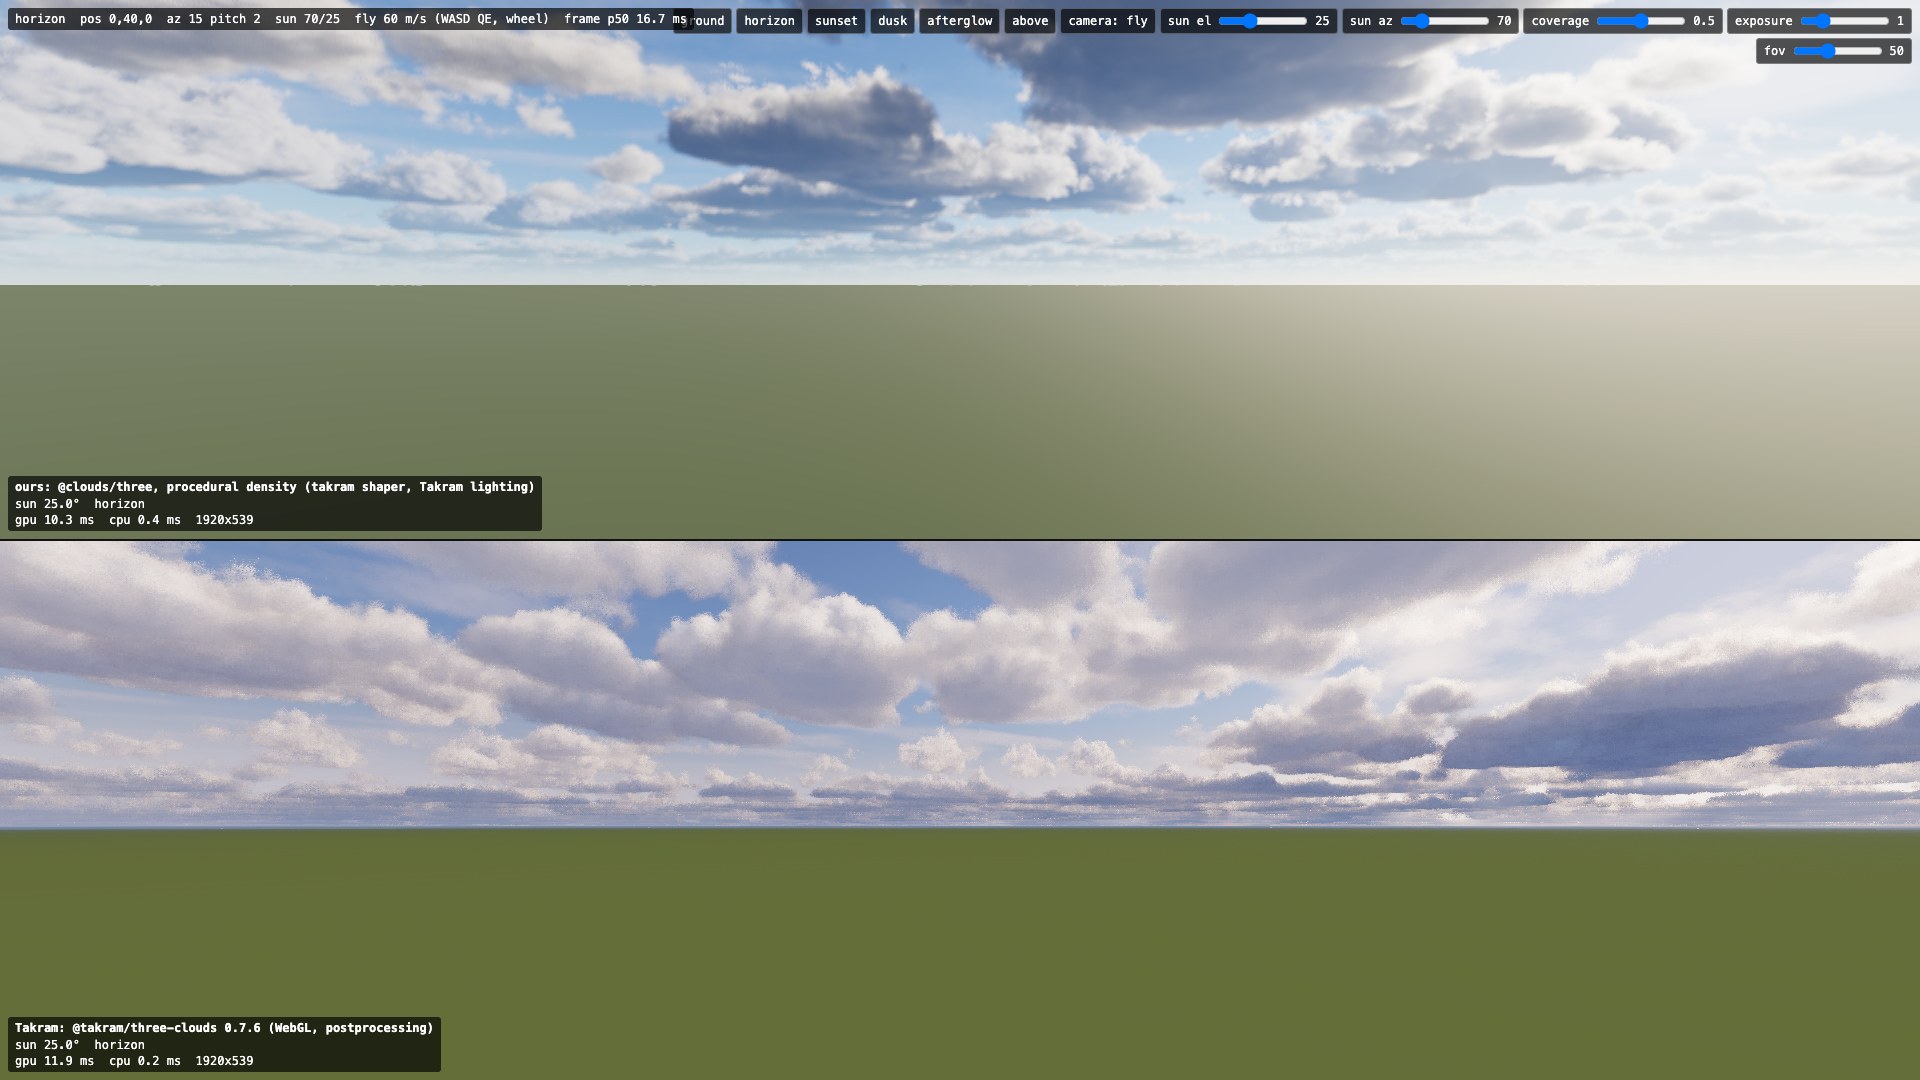 horizon pos 0,40,0 az 15 pitch 2 sun 70/25 fly 60 m/s (WASD QE, wheel) frame p50 16.7 ms
horizon sunset dusk afterglow above camera: fly sun el 25 sun az 70 coverage 0.5 exposure 1
fov 50
ours: @clouds/three, procedural density (takram shaper, Takram lighting)
sun 25.0° horizon
gpu 10.3 ms cpu 0.4 ms 1920x539
Takram: @takram/three-clouds 0.7.6 (WebGL, postprocessing)
sun 25.0° horizon
gpu 11.9 ms cpu 0.2 ms 1920x539